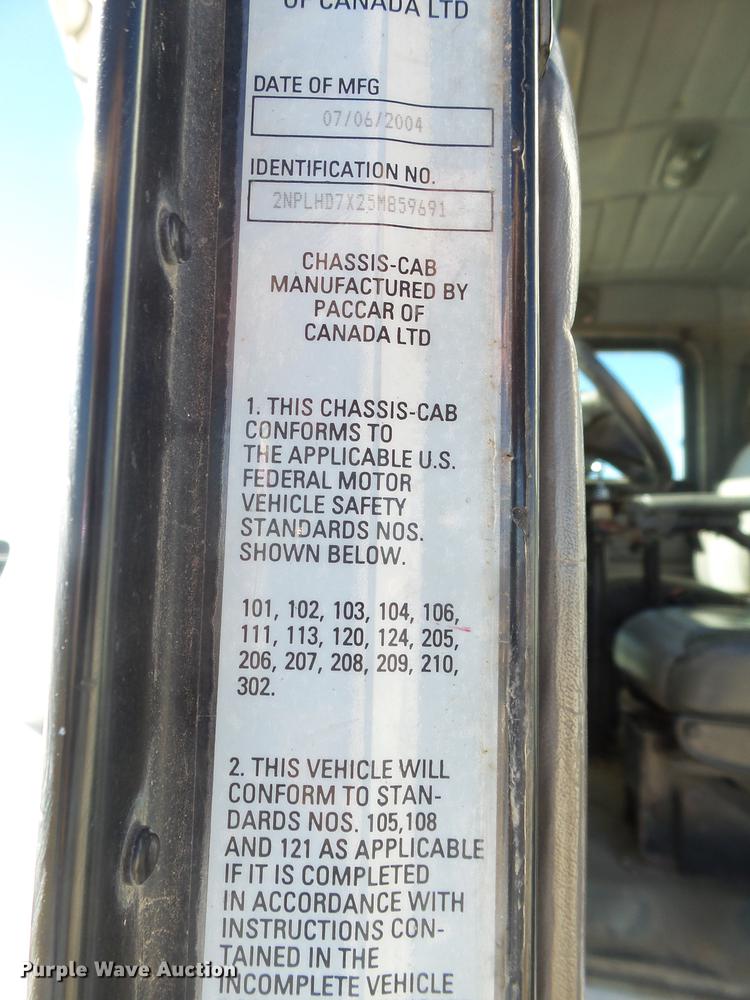 OF CANADA LTD
DATE OF MFG
07/06/2004
IDENTIFICATION NO.
2NPLHD7X25M859691
CHASSIS-CAB
MANUFACTURED BY
PACCAR OF
CANADA LTD
1. THIS CHASSIS-CAB
CONFORMS TO
THE APPLICABLE U.S.
FEDERAL MOTOR
VEHICLE SAFETY
STANDARDS NOS.
SHOWN BELOW.
101, 102, 103, 104, 106,
111, 113, 120, 124, 205,
206, 207, 208, 209, 210,
302.
2. THIS VEHICLE WILL
CONFORM TO STAN-
DARDS NOS. 105,108
AND 121 AS APPLICABLE
IF IT IS COMPLETED
IN ACCORDANCE WITH
INSTRUCTIONS CON-
TAINED IN THE
INCOMPLETE VEHICLE
Purple Wave Auction